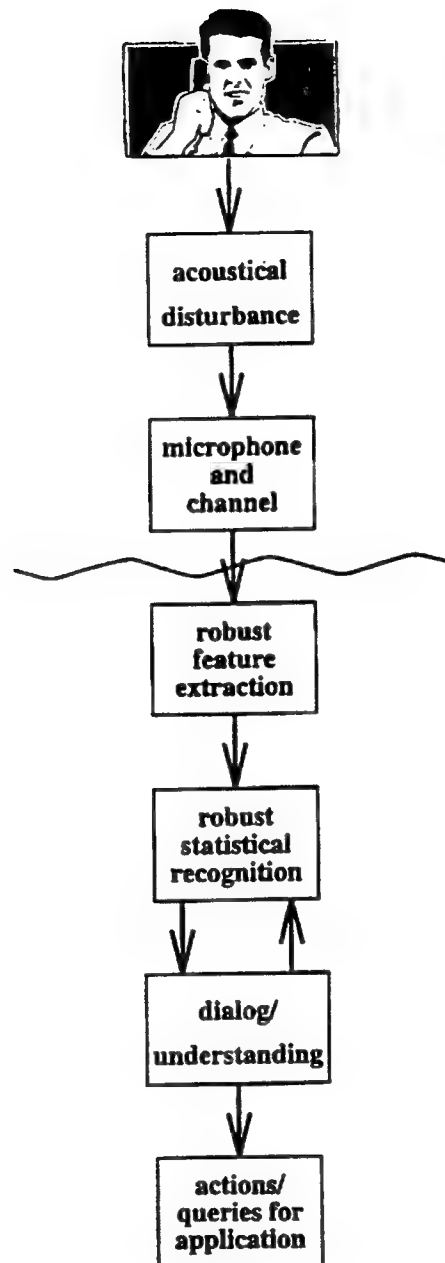 acoustical
disturbance
microphone
and
channel
robust
feature
extraction
robust
statistical
recognition
dialog/
understanding
actions/
queries for
application